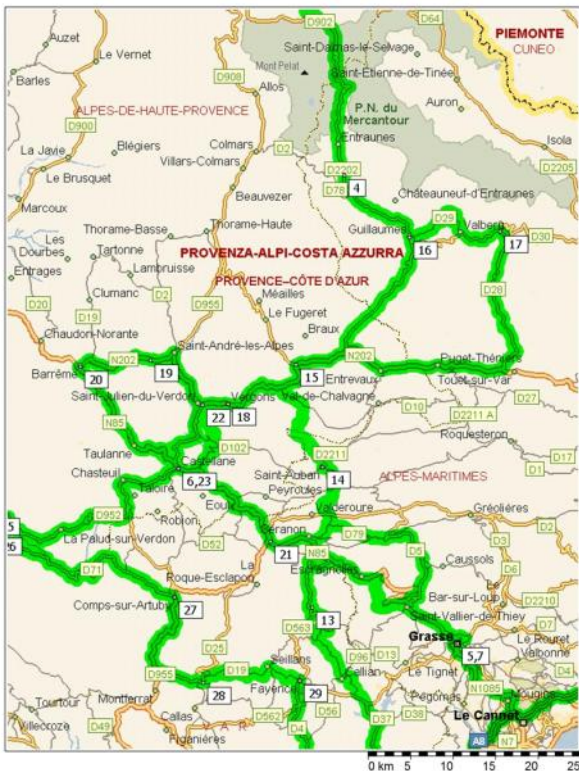 D902
D64
PIEMONTE
CUNEO
Auzet
Saint-Dalmas-le-Selvage
Le Vernet
D908
Mont Pelat
Saint-Etienne-de-Tinée
Barles
Allos
P.N. du
Mercantour
Auron
ALPES-DE-HAUTE-PROVENCE
D900
Entraunes
La Javie
Blégiers
Colmars
D2
Isola
Le Brusquet
Villars-Colmars
D2202
D2205
D78
4
Beauvezer
Châteauneuf-d'Entraunes
Marcoux
D29
Valberg
Thorame-Haute
Guillaumes
D30
Thorame-Basse
16
17
Les
Dourbes
Tartonne
PROVENZA-ALPI-COSTA AZZURRA
Entrages
Lambruisse
PROVENCE–CÔTE D'AZUR
D28
Clumanc
D2
Méailles
D20
D19
D955
Le Fugeret
Chaudon-Norante
Braux
Saint-André-les-Alpes
N202
N202
Puget-Théniers
Barrême
19
15
Entrevaux
Touët-sur-Var
20
Saint-Julien-du-Verdon
Vergons
Val-de-Chalvagne
D27
22
18
D10
D2211 A
N85
D102
Roquesteron
Taulanne
D17
Castellane
D2211
D1
Chasteuil
Saint-Auban
ALPES-MARITIMES
6,23
14
Taloire
Peyroules
Eoulx
D952
Valderoure
Gréolières
5
Robion
Séranon
D79
D2
26
La Palud-sur-Verdon
D52
21
N85
D3
D71
La
Roque-Esclapon
Escragnolles
D5
Caussols
D6
Comps-sur-Artuby
Bar-sur-Loup
D2210
27
13
Saint-Vallier-de-Thiey
D7
D563
Grasse
Le Rouret
D25
D96
D13
5,7
Valbonne
D19
Seillans
Le Tignet
D4
D955
Callian
N1085
Montferrat
Fayence
Pégomas
Mougins
28
29
Tourtour
Callas
D56
D38
Le Cannet
Villecroze
D49
V A R
D562
D37
Figanières
D4
A8
N7
0 km 5 10 15 20 25